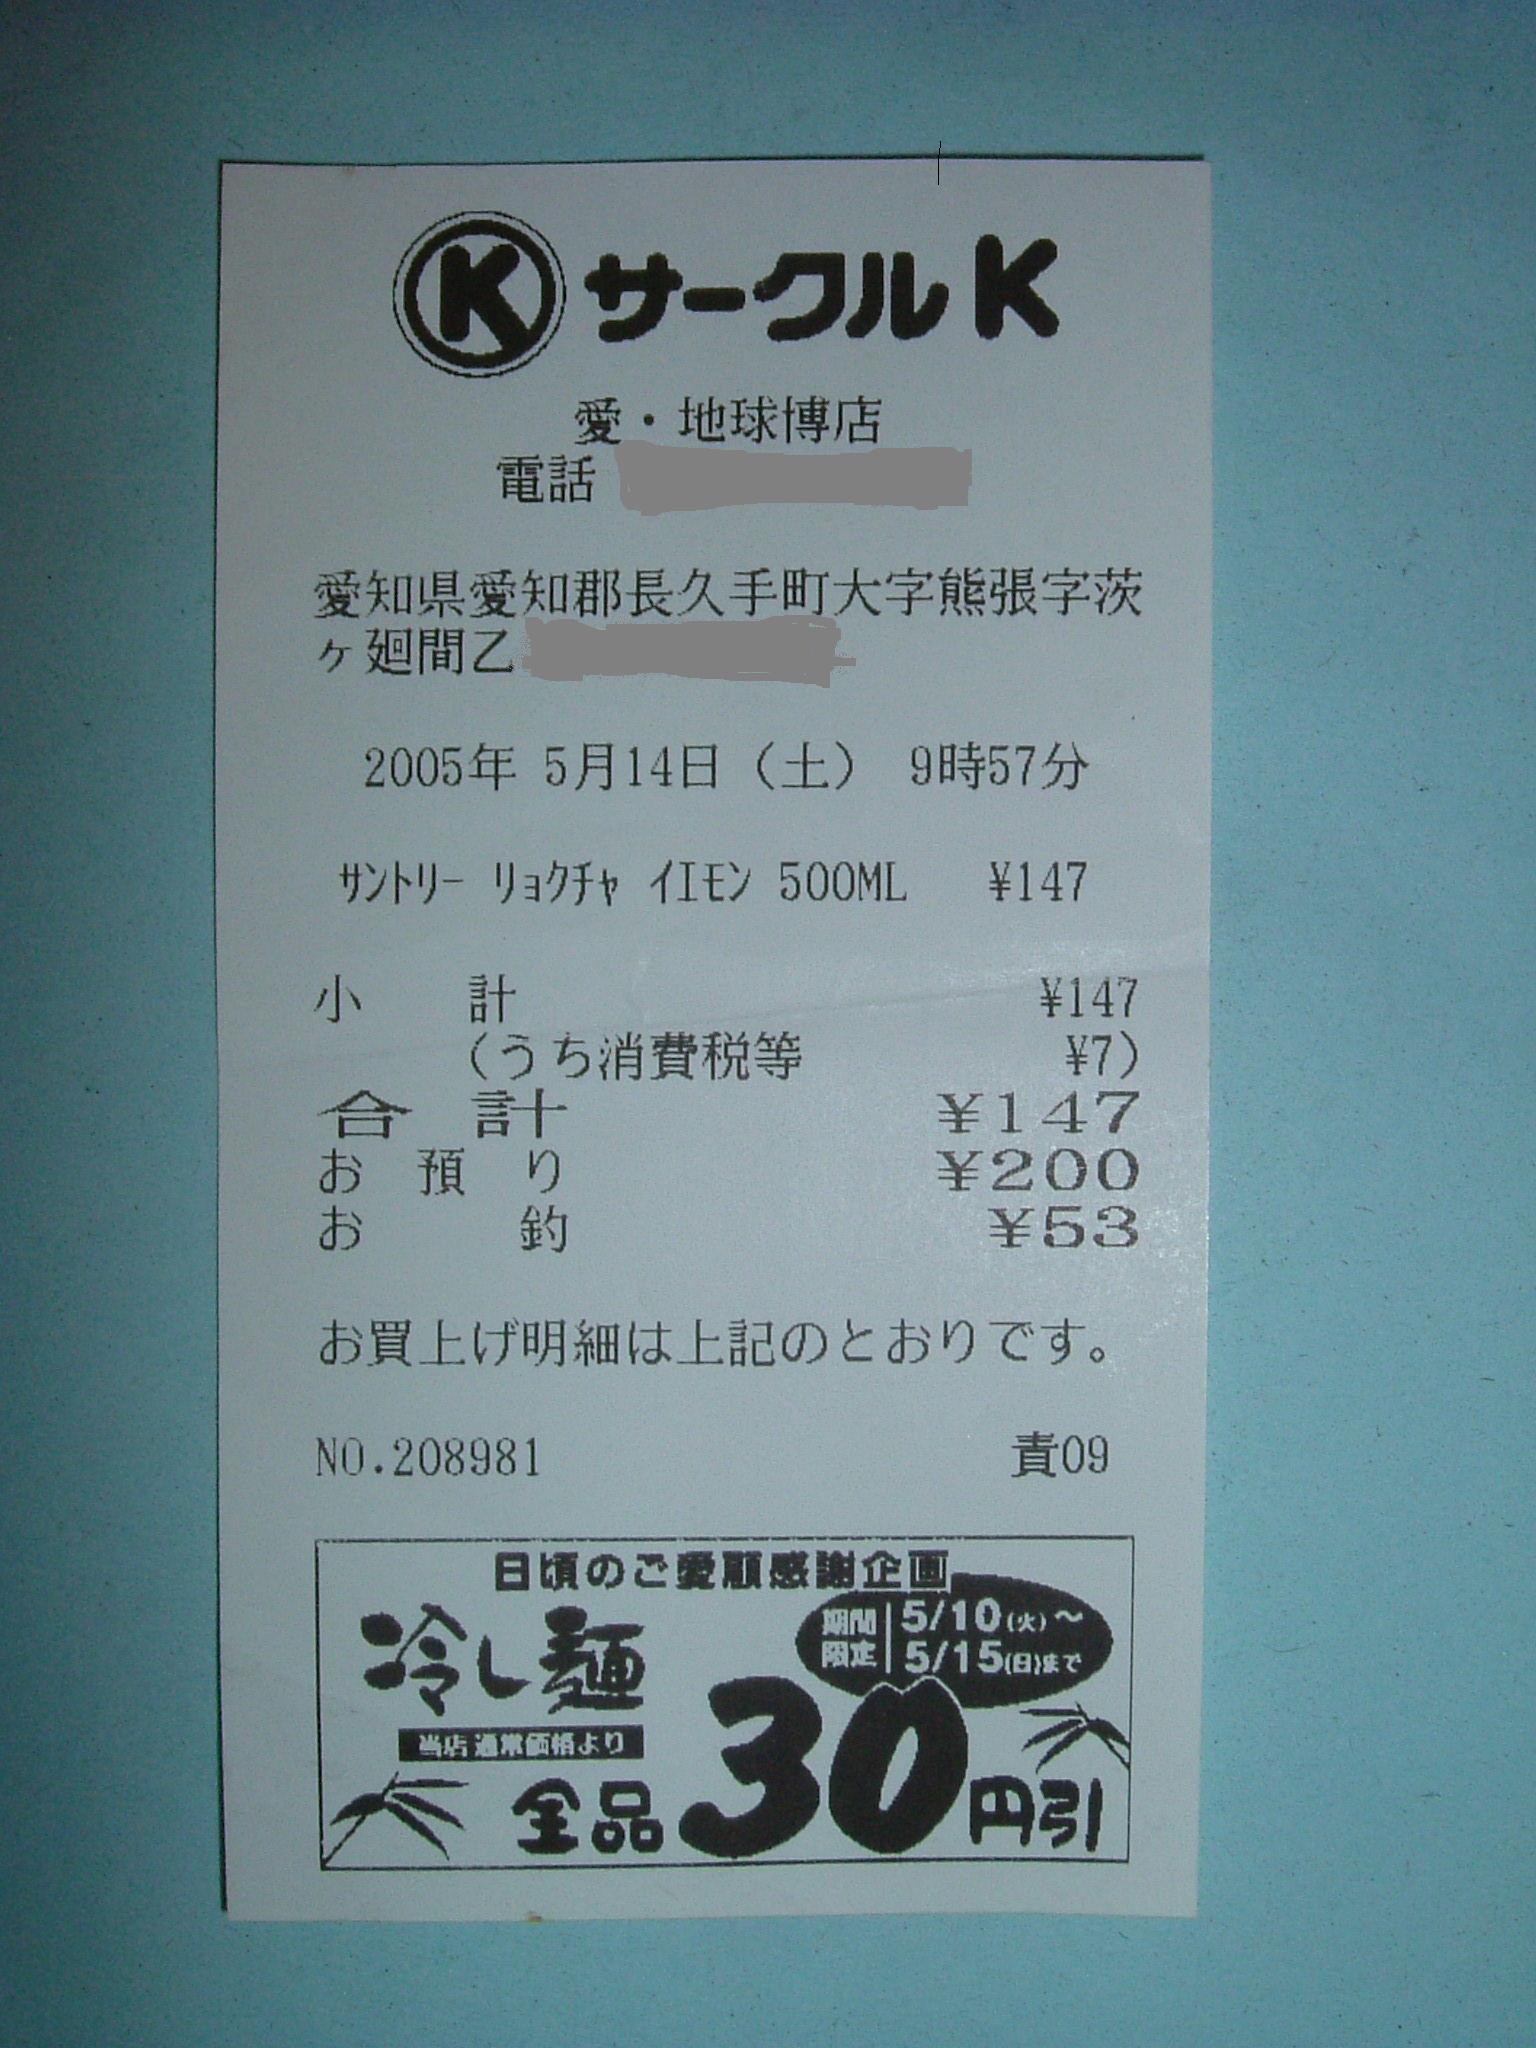 K サークルK
愛・地球博店
電話
愛知県愛知郡長久手町大字熊張字茨
ヶ廻間乙
2005年 5月14日（土） 9時57分
ｻﾝﾄﾘｰ ﾘｮｸﾁｬ ｲｴﾓﾝ 500ML ¥147
小計 ¥147
(うち消費税等 ¥7)
合計 ¥147
お預り ¥200
お釣 ¥53
お買上げ明細は上記のとおりです。
NO.208981 責09
日頃のご愛顧感謝企画
期間限定 5/10(火)～5/15(日)まで
冷し麺
当店通常価格より
全品30円引